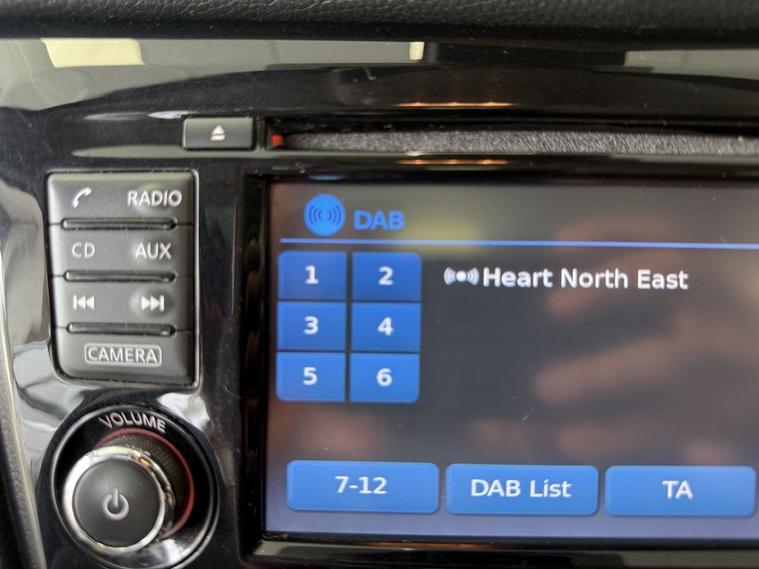 RADIO
CD AUX
CAMERA
VOLUME
DAB
1 2
Heart North East
3 4
5 6
7-12 DAB List TA